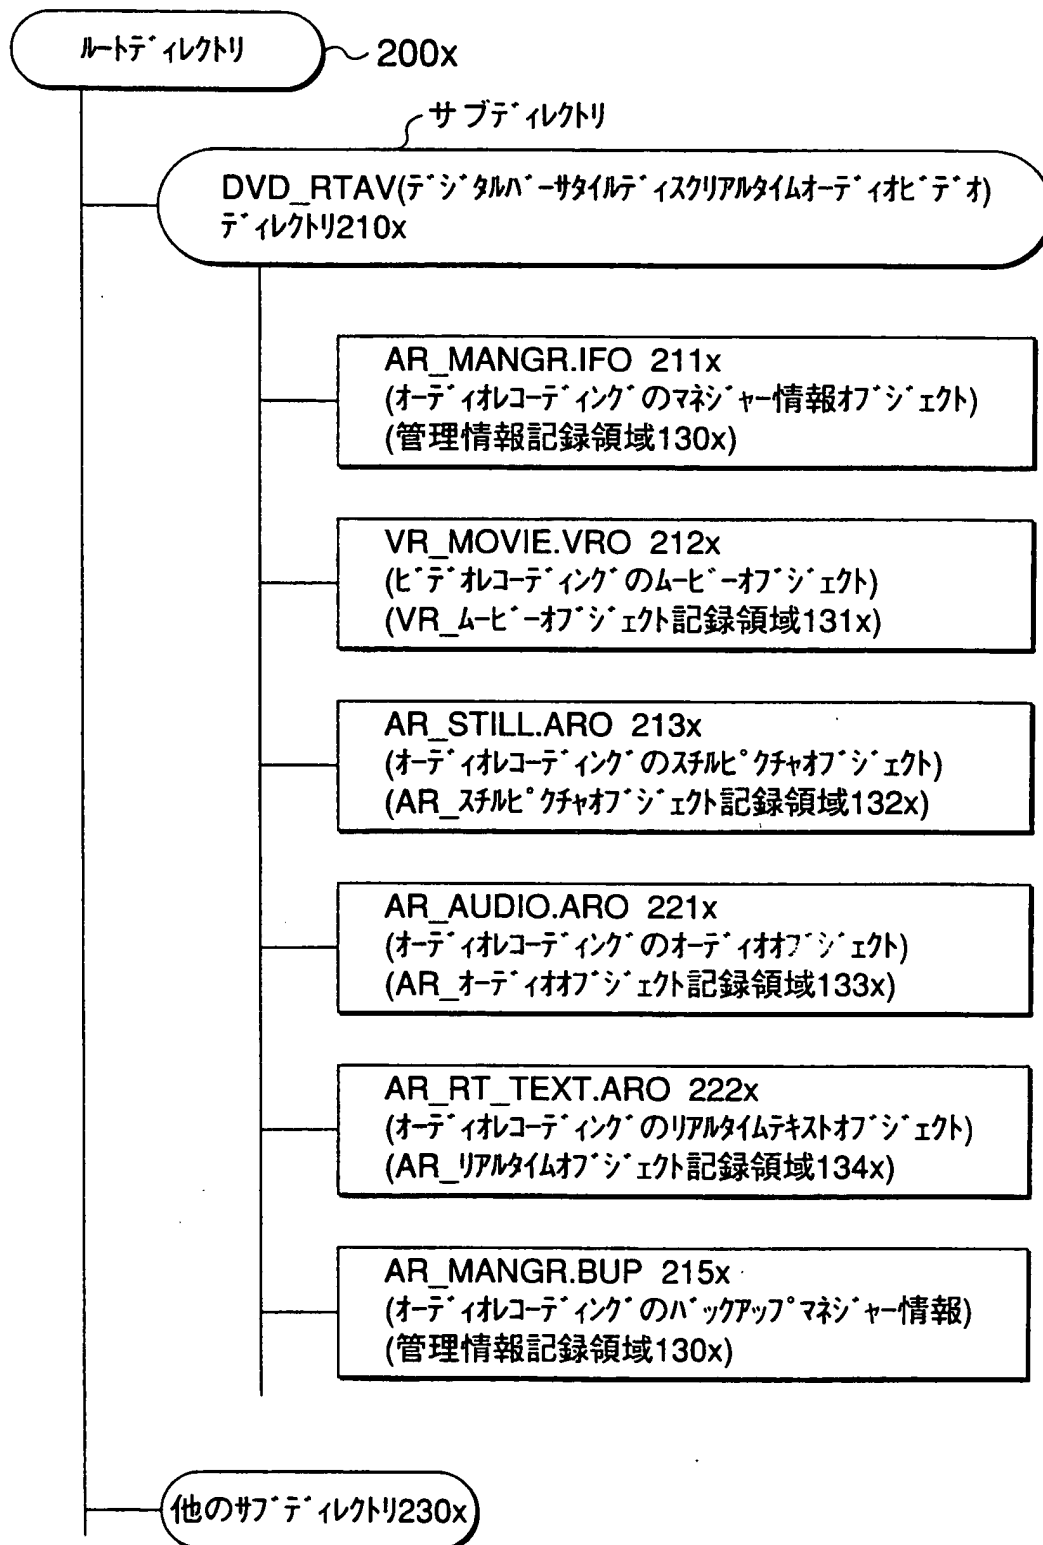 ﾙｰﾄﾃﾞｨﾚｸﾄﾘ 200x
サブﾃﾞｨﾚｸﾄﾘ
DVD_RTAV(ﾃﾞｼﾞﾀﾙﾊﾞｰｻﾀｲﾙﾃﾞｨｽｸﾘｱﾙﾀｲﾑｵｰﾃﾞｨｵﾋﾞﾃﾞｵ)
ﾃﾞｨﾚｸﾄﾘ210x
AR_MANGR.IFO 211x
(ｵｰﾃﾞｨｵﾚｺｰﾃﾞｨﾝｸﾞのﾏﾈｼﾞｬｰ情報ｵﾌﾞｼﾞｪｸﾄ)
(管理情報記録領域130x)
VR_MOVIE.VRO 212x
(ﾋﾞﾃﾞｵﾚｺｰﾃﾞｨﾝｸﾞのﾑｰﾋﾞｰｵﾌﾞｼﾞｪｸﾄ)
(VR_ﾑｰﾋﾞｰｵﾌﾞｼﾞｪｸﾄ記録領域131x)
AR_STILL.ARO 213x
(ｵｰﾃﾞｨｵﾚｺｰﾃﾞｨﾝｸﾞのｽﾁﾙﾋﾟｸﾁｬｵﾌﾞｼﾞｪｸﾄ)
(AR_ｽﾁﾙﾋﾟｸﾁｬｵﾌﾞｼﾞｪｸﾄ記録領域132x)
AR_AUDIO.ARO 221x
(ｵｰﾃﾞｨｵﾚｺｰﾃﾞｨﾝｸﾞのｵｰﾃﾞｨｵｵﾌﾞｼﾞｪｸﾄ)
(AR_ｵｰﾃﾞｨｵｵﾌﾞｼﾞｪｸﾄ記録領域133x)
AR_RT_TEXT.ARO 222x
(ｵｰﾃﾞｨｵﾚｺｰﾃﾞｨﾝｸﾞのﾘｱﾙﾀｲﾑﾃｷｽﾄｵﾌﾞｼﾞｪｸﾄ)
(AR_ﾘｱﾙﾀｲﾑｵﾌﾞｼﾞｪｸﾄ記録領域134x)
AR_MANGR.BUP 215x
(ｵｰﾃﾞｨｵﾚｺｰﾃﾞｨﾝｸﾞのﾊﾞｯｸｱｯﾌﾟﾏﾈｼﾞｬｰ情報)
(管理情報記録領域130x)
他のｻﾌﾞﾃﾞｨﾚｸﾄﾘ230x